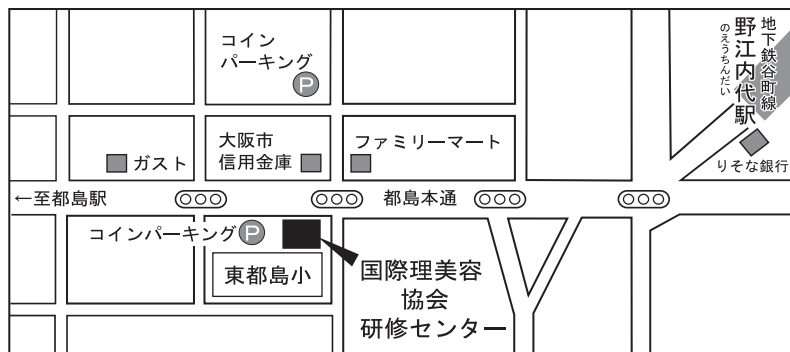 コイン
パーキング
P
地下鉄谷町線
野江内代駅
のえうちんだい
大阪市
信用金庫
ファミリーマート
ガスト
りそな銀行
←至都島駅
都島本通
コインパーキング P
東都島小
国際理美容
協会
研修センター